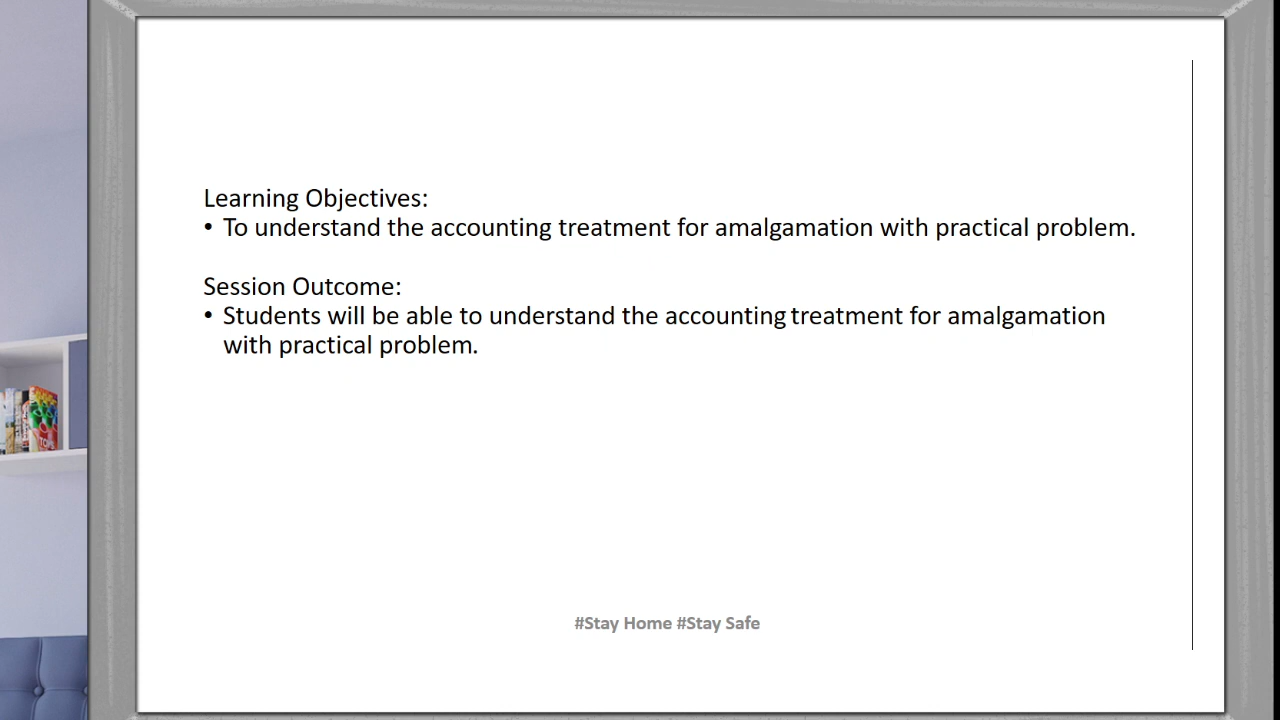 Learning Objectives:
• To understand the accounting treatment for amalgamation with practical problem.
Session Outcome:
• Students will be able to understand the accounting treatment for amalgamation
with practical problem.
#Stay Home #Stay Safe